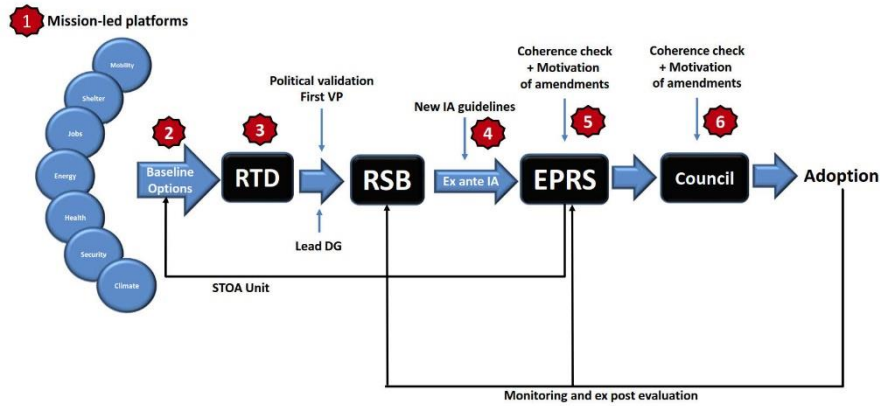 1 Mission-led platforms
Mobility
Shelter
Jobs
Energy
Health
Security
Climate
2
Baseline
Options
3
RTD
Political validation
First VP
Lead DG
RSB
New IA guidelines
4
Ex ante IA
Coherence check
+ Motivation
of amendments
5
EPRS
Coherence check
+ Motivation
of amendments
6
Council
Adoption
STOA Unit
Monitoring and ex post evaluation